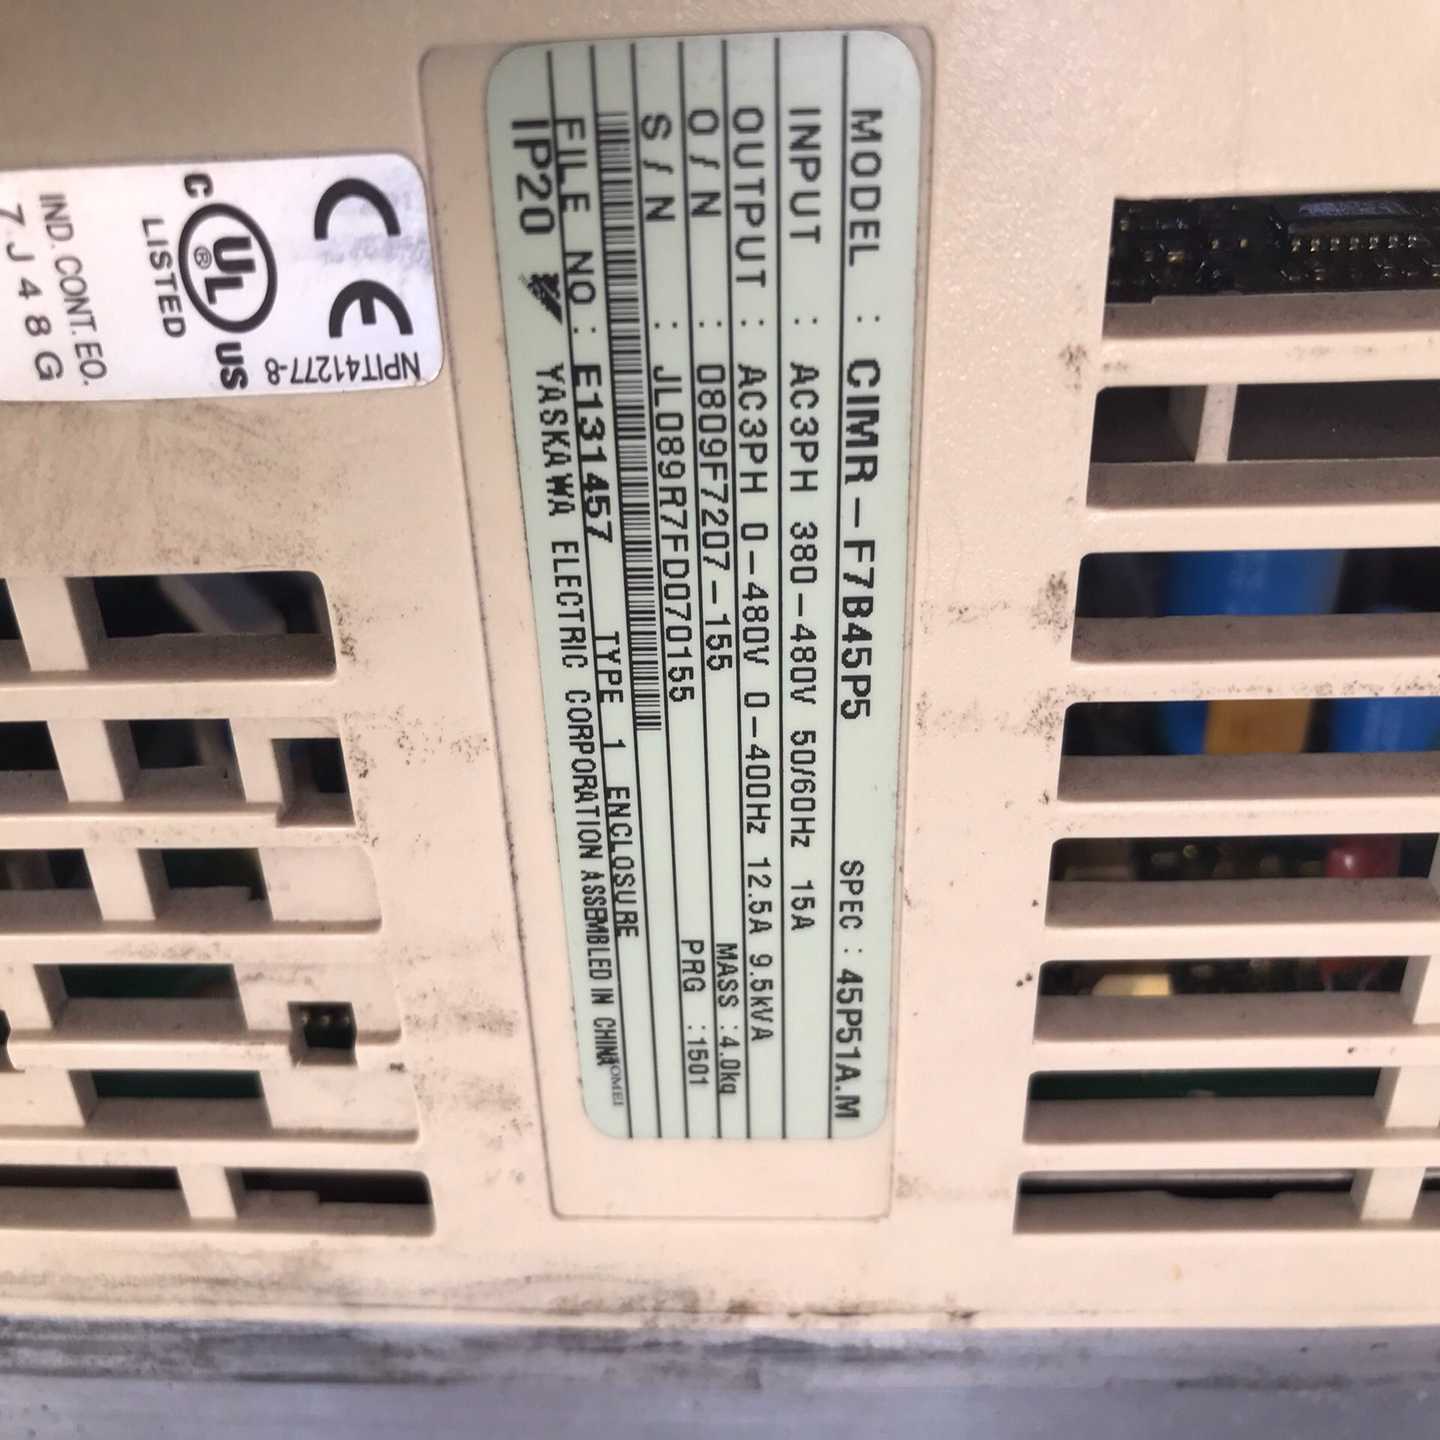 MODEL : CIMR-F7B45P5 SPEC : 45P51A.M
INPUT : AC3PH 380-480V 50/60Hz 15A
OUTPUT : AC3PH 0-480V 0-400Hz 12.5A 9.5kVA
O/N : 0809F7207-155 MASS : 4.0kg
S/N : JL089R7FD070155 PRG : 1501
FILE NO : E131457 TYPE 1 ENCLOSURE
IP20 YASKAWA ELECTRIC CORPORATION ASSEMBLED IN CHINA
TOMEI
CE
NPIT41277-8
C UL ® US
LISTED
IND. CONT. EQ.
7J48G